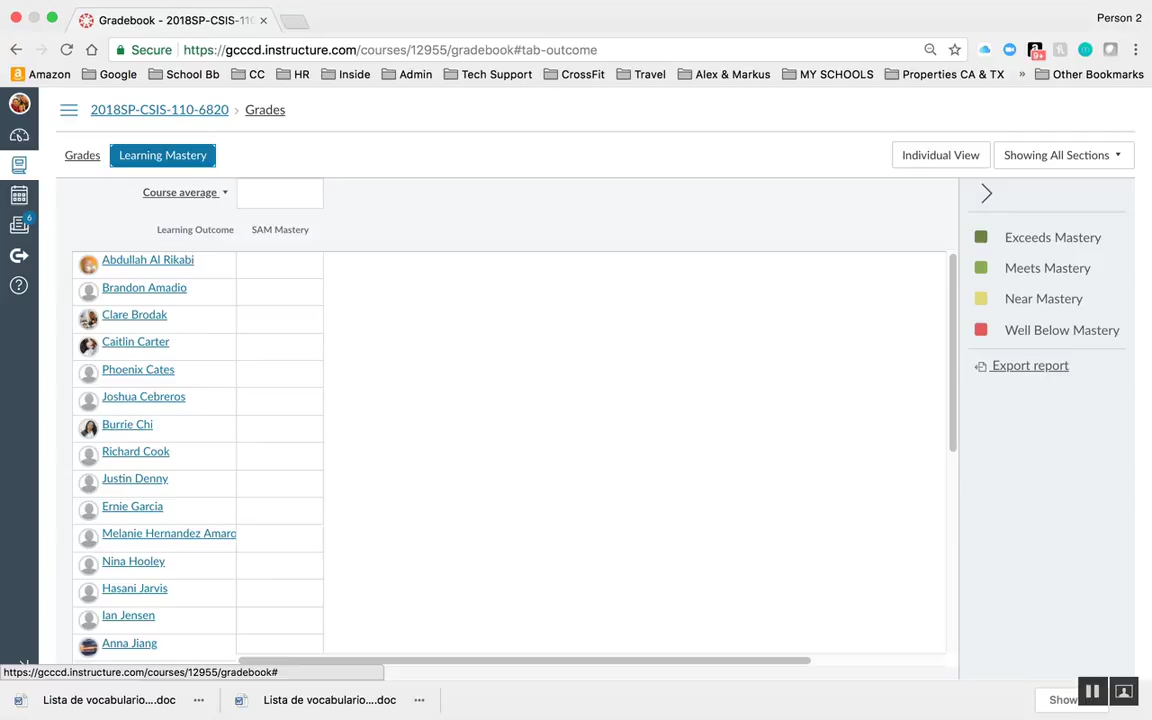 Gradebook - 2018SP-CSIS-110
Person 2
Secure
https://gcccd.instructure.com/courses/12955/gradebook#tab-outcome
9+
Amazon Google School Bb CC HR Inside Admin Tech Support CrossFit Travel Alex & Markus MY SCHOOLS Properties CA & TX » Other Bookmarks
2018SP-CSIS-110-6820 › Grades
Grades Learning Mastery Individual View Showing All Sections
Course average
Learning Outcome SAM Mastery
6
Abdullah Al Rikabi
Brandon Amadio
Clare Brodak
Caitlin Carter
Phoenix Cates
Joshua Cebreros
Burrie Chi
Richard Cook
Justin Denny
Ernie Garcia
Melanie Hernandez Amaro
Nina Hooley
Hasani Jarvis
Ian Jensen
Anna Jiang
Exceeds Mastery
Meets Mastery
Near Mastery
Well Below Mastery
Export report
https://gcccd.instructure.com/courses/12955/gradebook#
Lista de vocabulario....doc
Lista de vocabulario....doc
Show